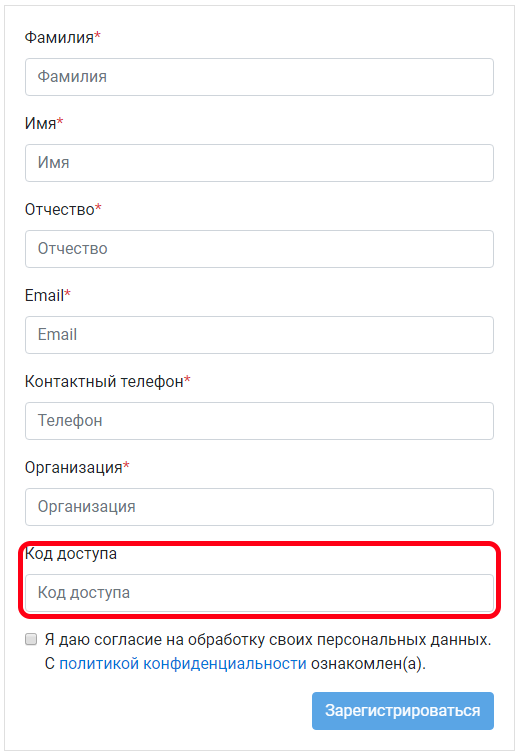 Фамилия*
Фамилия
Имя*
Имя
Отчество*
Отчество
Email*
Email
Контактный телефон*
Телефон
Организация*
Организация
Код доступа
Код доступа
Я даю согласие на обработку своих персональных данных.
С политикой конфиденциальности ознакомлен(а).
Зарегистрироваться